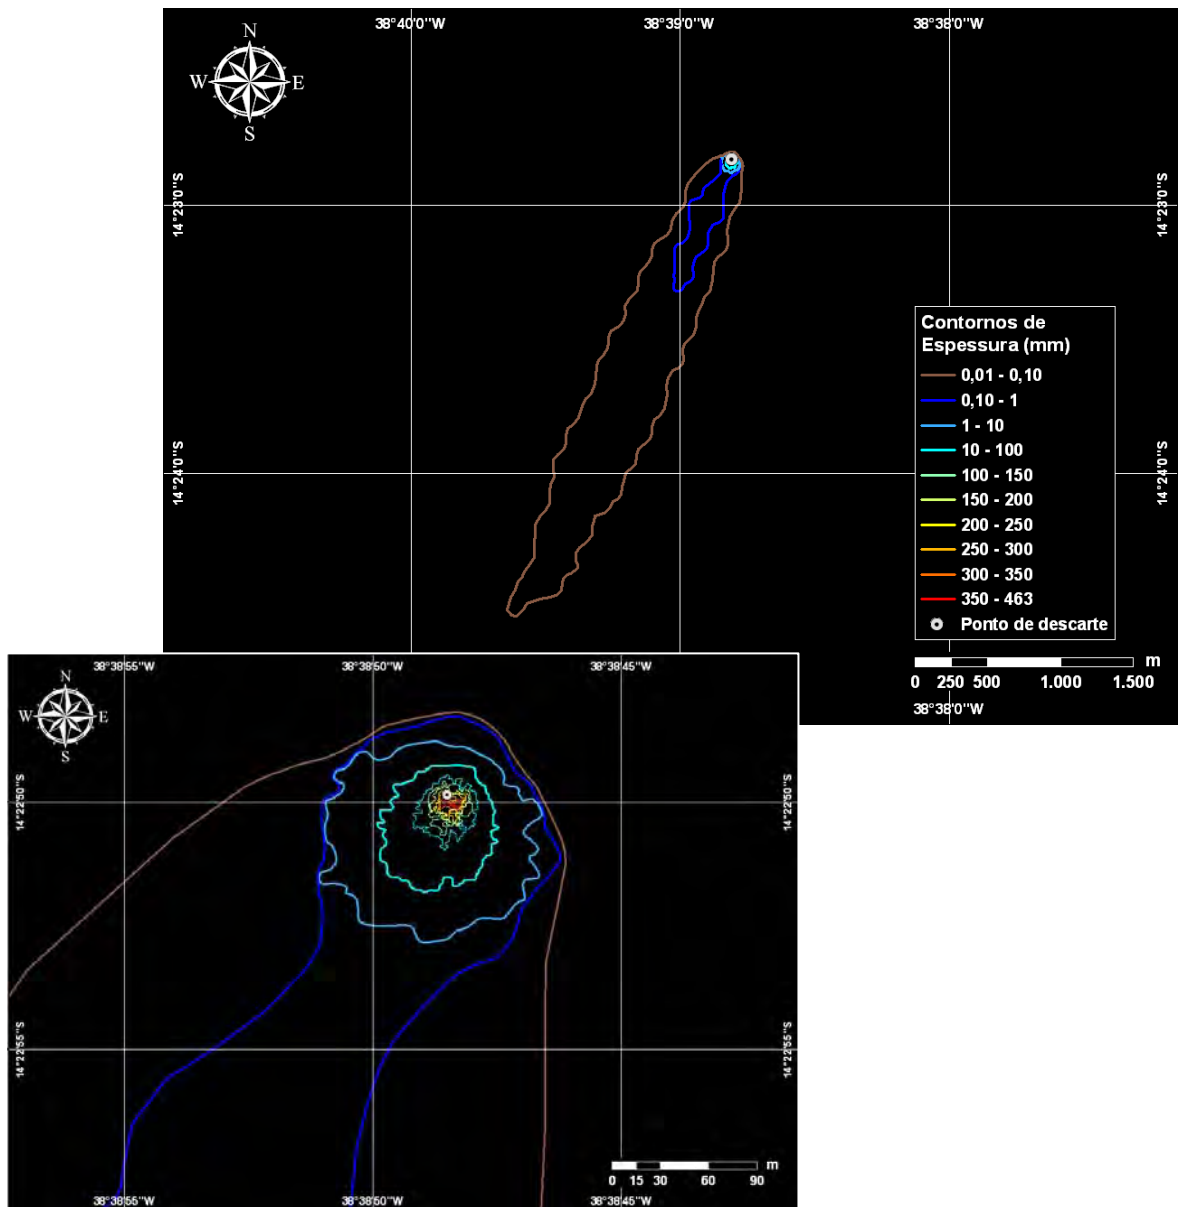 38°40'0''W 38°39'0''W 38°38'0''W
N
W E
S
14°23'0''S 14°23'0''S
14°24'0''S 14°24'0''S
Contornos de
Espessura (mm)
0,01 - 0,10
0,10 - 1
1 - 10
10 - 100
100 - 150
150 - 200
200 - 250
250 - 300
300 - 350
350 - 463
Ponto de descarte
m
0 250 500 1.000 1.500
38°38'0''W
38°38'55''W 38°38'50''W 38°38'45''W
N
W E
S
14°22'50''S 14°22'50''S
14°22'55''S 14°22'55''S
m
0 15 30 60 90
38°38'55''W 38°38'50''W 38°38'45''W